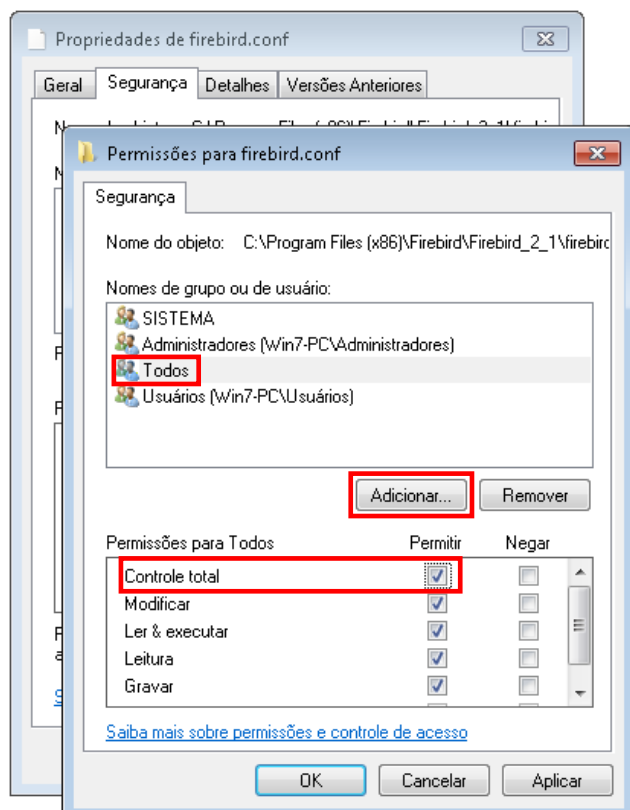 Propriedades de firebird.conf
Geral Segurança Detalhes Versões Anteriores
Permissões para firebird.conf
Segurança
Nome do objeto: C:\Program Files (x86)\Firebird\Firebird_2_1\firebirc
Nomes de grupo ou de usuário:
SISTEMA
Administradores (Win7-PC\Administradores)
Todos
Usuários (Win7-PC\Usuários)
Adicionar... Remover
Permissões para Todos Permitir Negar
Controle total
Modificar
Ler & executar
Leitura
Gravar
Saiba mais sobre permissões e controle de acesso
OK Cancelar Aplicar